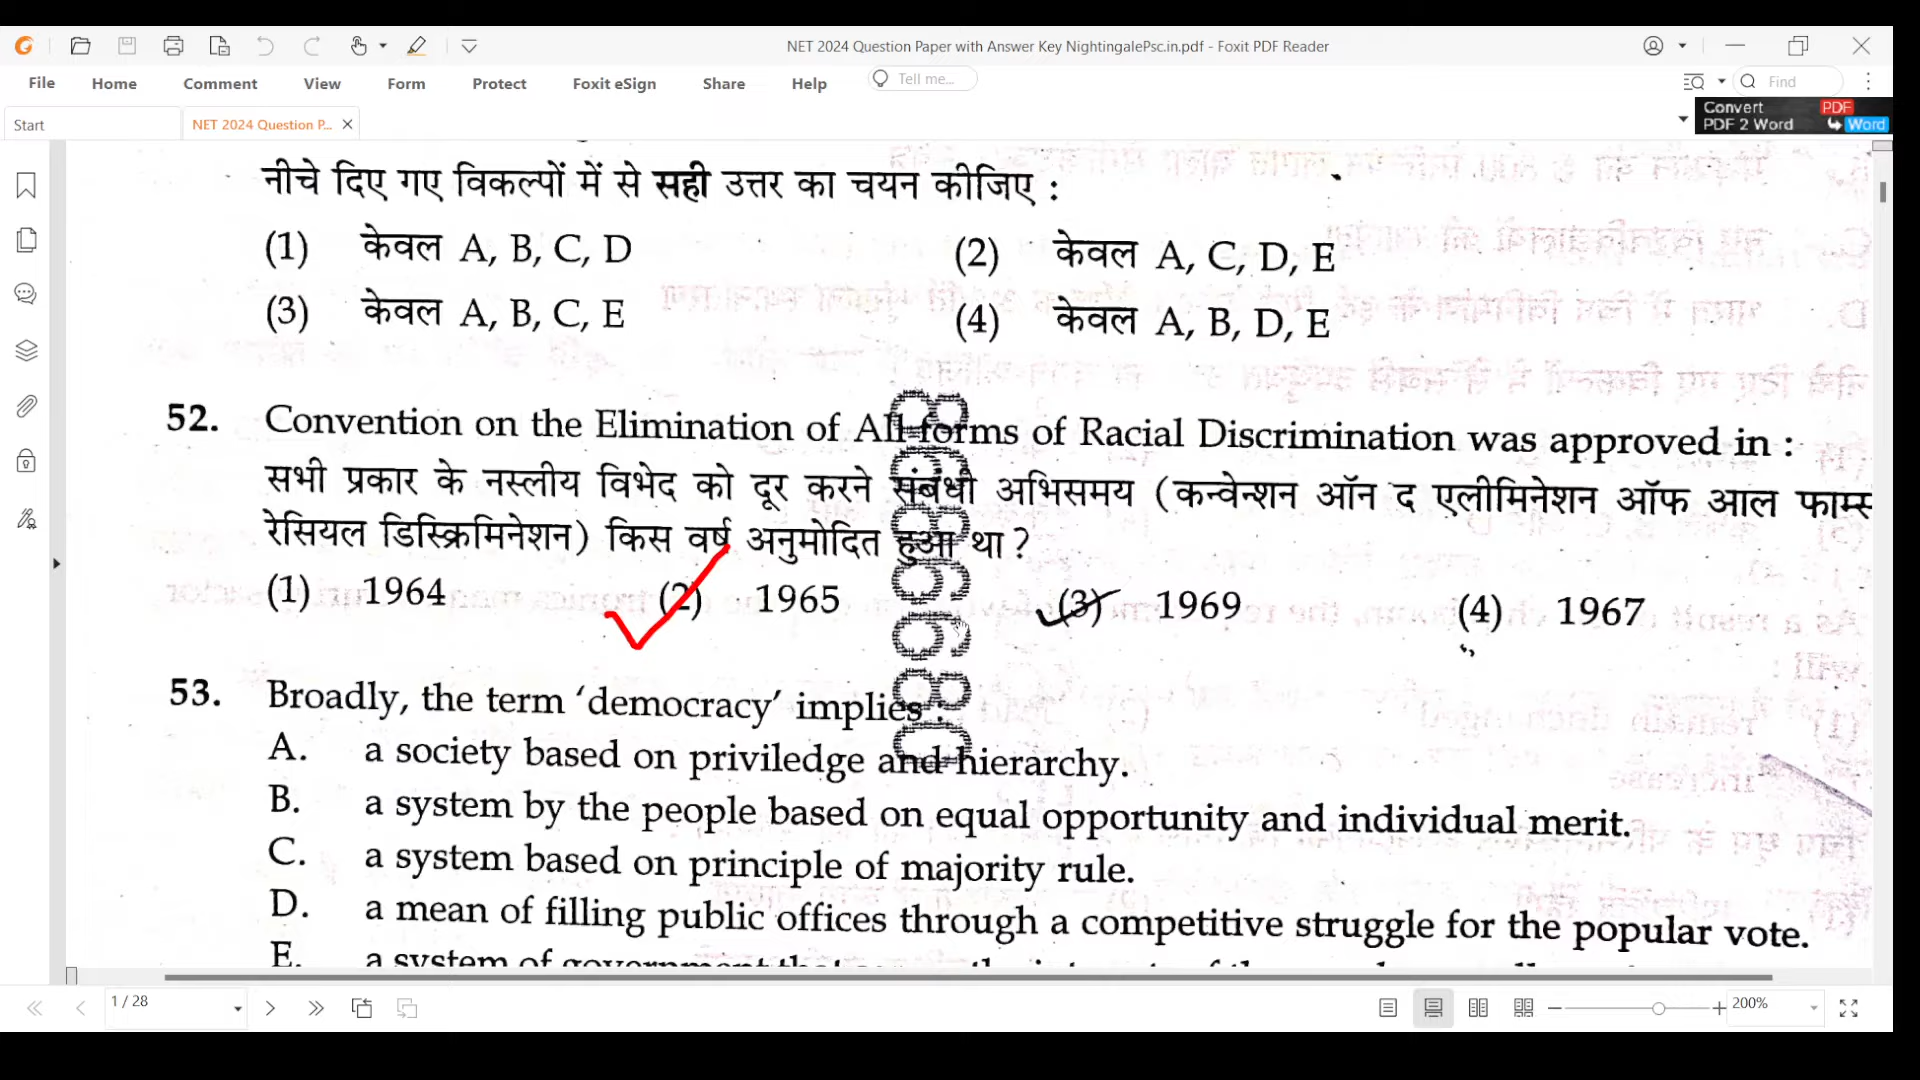 NET 2024 Question Paper with Answer Key NightingalePsc.in.pdf - Foxit PDF Reader
File Home Comment View Form Protect Foxit eSign Share Help Tell me... Find
Start NET 2024 Question P...
Convert PDF
PDF 2 Word Word
नीचे दिए गए विकल्पों में से सही उत्तर का चयन कीजिए :
(1) केवल A, B, C, D (2) केवल A, C, D, E
(3) केवल A, B, C, E (4) केवल A, B, D, E
52. Convention on the Elimination of All forms of Racial Discrimination was approved in :
सभी प्रकार के नस्लीय विभेद को दूर करने संबंधी अभिसमय (कन्वेन्शन ऑन द एलीमिनेशन ऑफ आल फाम्स
रेसियल डिस्क्रिमिनेशन) किस वर्ष अनुमोदित हुआ था ?
(1) 1964 (2) 1965 (3) 1969 (4) 1967
53. Broadly, the term ‘democracy’ implies :
A. a society based on priviledge and hierarchy.
B. a system by the people based on equal opportunity and individual merit.
C. a system based on principle of majority rule.
D. a mean of filling public offices through a competitive struggle for the popular vote.
E. a system of government that
1 / 28 200%